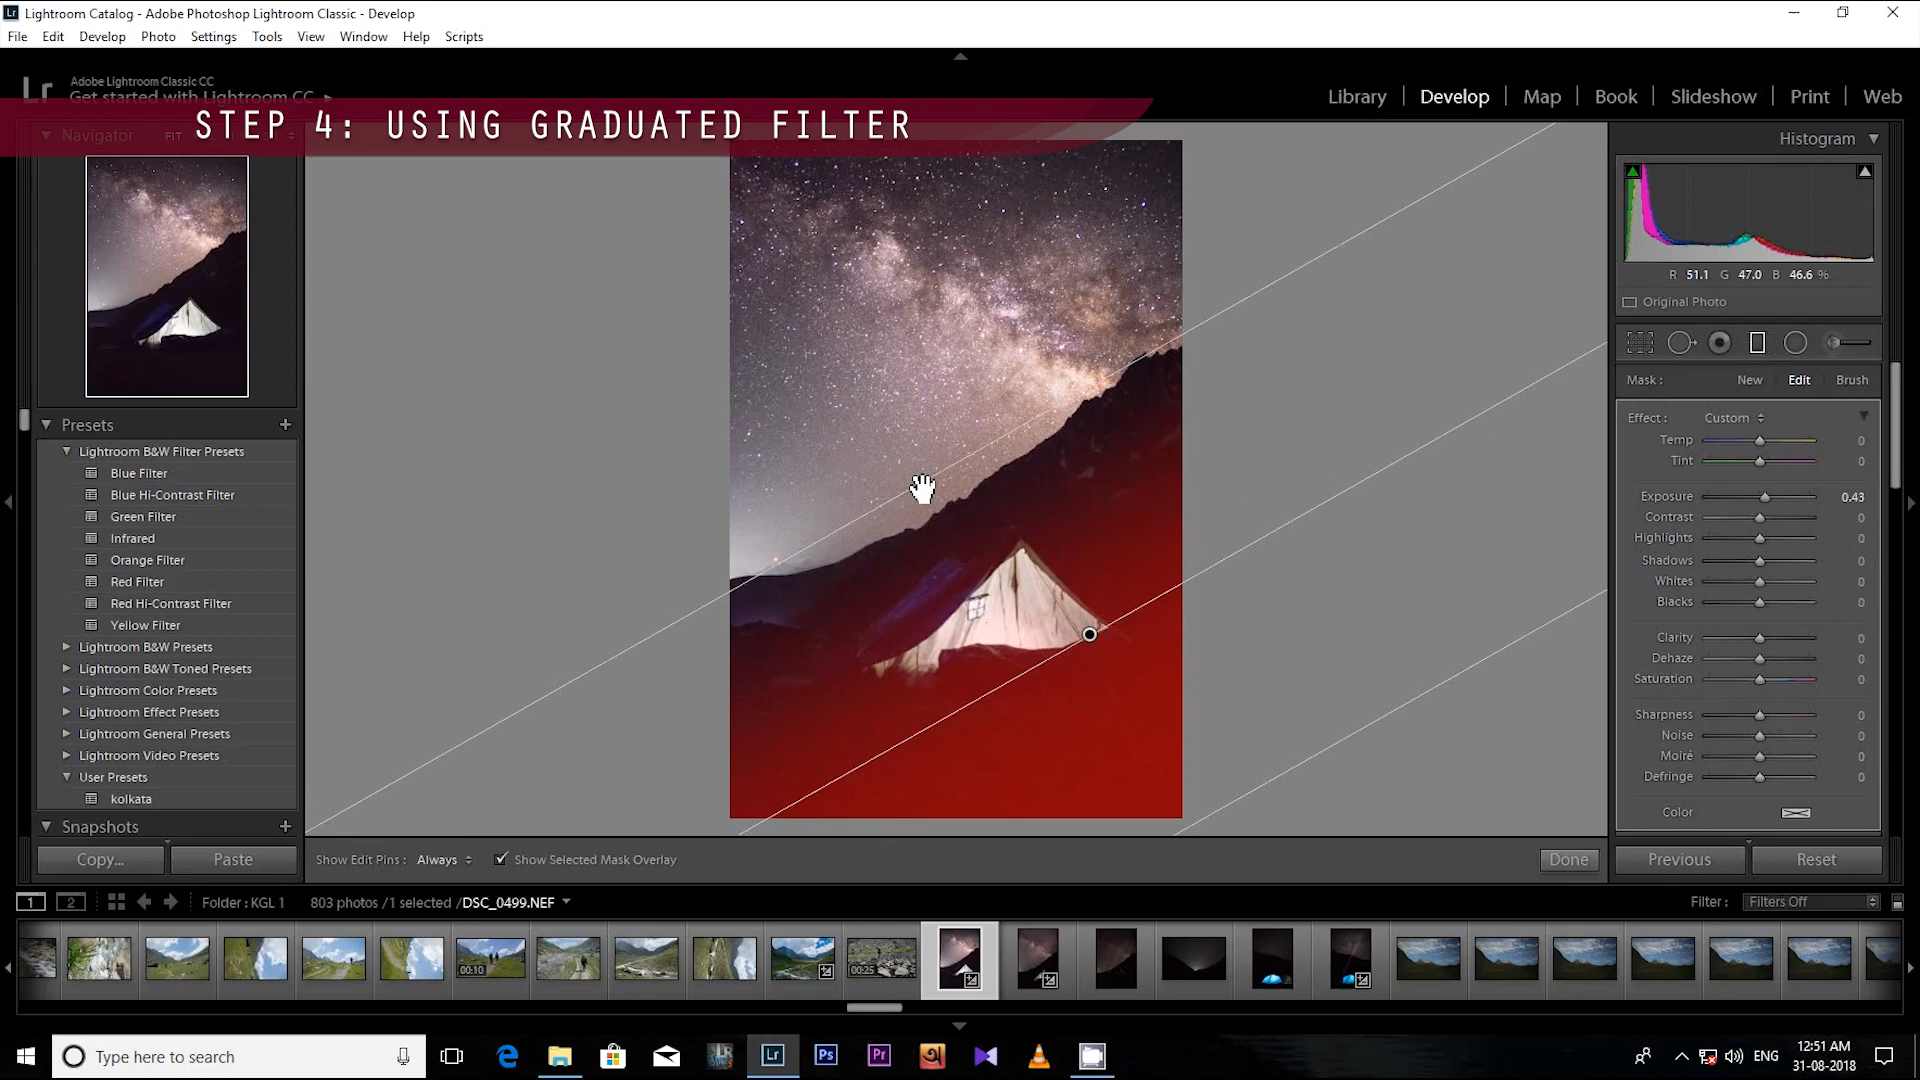 Lr Lightroom Catalog - Adobe Photoshop Lightroom Classic - Develop
File Edit Develop Photo Settings Tools Lightroom View Window Help Scripts
Lr Adobe Lightroom Classic CC
Get started with Lightroom CC
Library Develop Map Book Slideshow Print Web
STEP 4: USING GRADUATED FILTER
Navigator FIT
Histogram
R 51.1 G 47.0 B 46.6 %
Original Photo
Mask : New Edit Brush
Effect : Custom
Temp 0
Tint 0
Exposure 0.43
Contrast 0
Highlights 0
Shadows 0
Whites 0
Blacks 0
Clarity 0
Dehaze 0
Saturation 0
Sharpness 0
Noise 0
Moiré 0
Defringe 0
Color
Presets
Lightroom B&W Filter Presets
Blue Filter
Blue Hi-Contrast Filter
Green Filter
Infrared
Orange Filter
Red Filter
Red Hi-Contrast Filter
Yellow Filter
Lightroom B&W Presets
Lightroom B&W Toned Presets
Lightroom Color Presets
Lightroom Effect Presets
Lightroom General Presets
Lightroom Video Presets
User Presets
kolkata
Snapshots
Copy... Paste
Show Edit Pins : Always Show Selected Mask Overlay Done
Previous Reset
1 2 Folder : KGL 1 803 photos /1 selected /DSC_0499.NEF
Filter : Filters Off
00:10
00:25
Type here to search
Lr Ps Pr
ENG
12:51 AM
31-08-2018